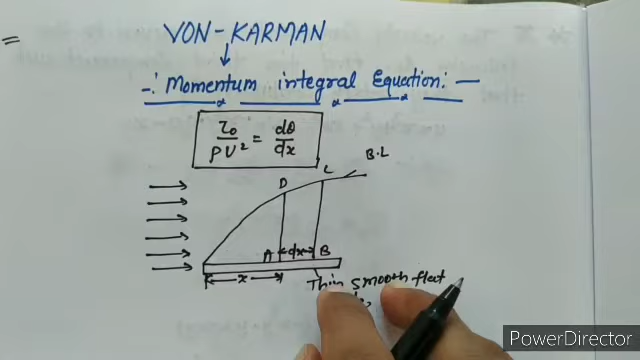 =
VON-KARMAN
∴ Momentum integral Equation: —
τ₀/ρU² = dθ/dx
B.L
D
C
A
dx
B
x
Thin smooth flat
PowerDirector